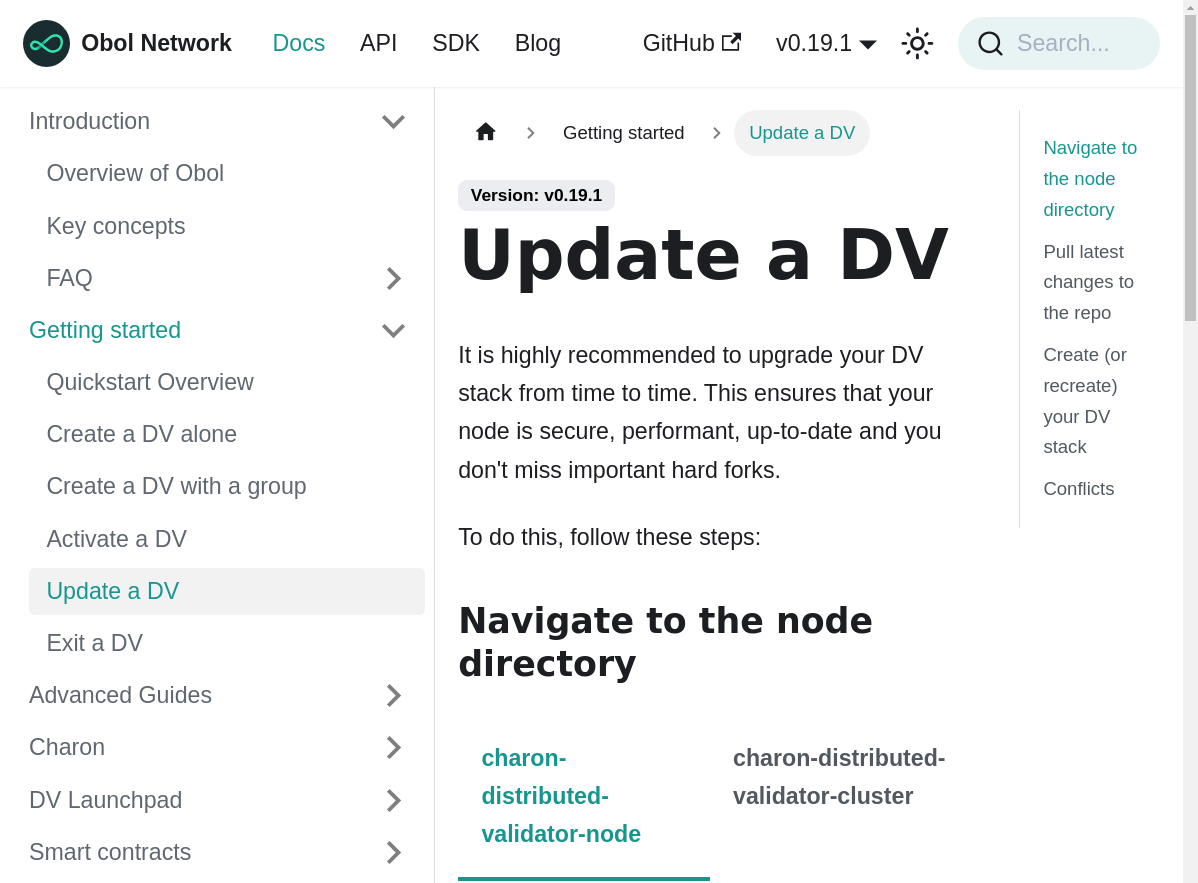 Obol Network
Docs
API
SDK
Blog
GitHub
v0.19.1
Search...
Introduction
Overview of Obol
Key concepts
FAQ
Getting started
Quickstart Overview
Create a DV alone
Create a DV with a group
Activate a DV
Update a DV
Exit a DV
Advanced Guides
Charon
DV Launchpad
Smart contracts
Getting started
Update a DV
Version: v0.19.1
Update a DV
It is highly recommended to upgrade your DV
stack from time to time. This ensures that your
node is secure, performant, up-to-date and you
don't miss important hard forks.
To do this, follow these steps:
Navigate to the node
directory
charon-
distributed-
validator-node
charon-distributed-
validator-cluster
Navigate to
the node
directory
Pull latest
changes to
the repo
Create (or
recreate)
your DV
stack
Conflicts